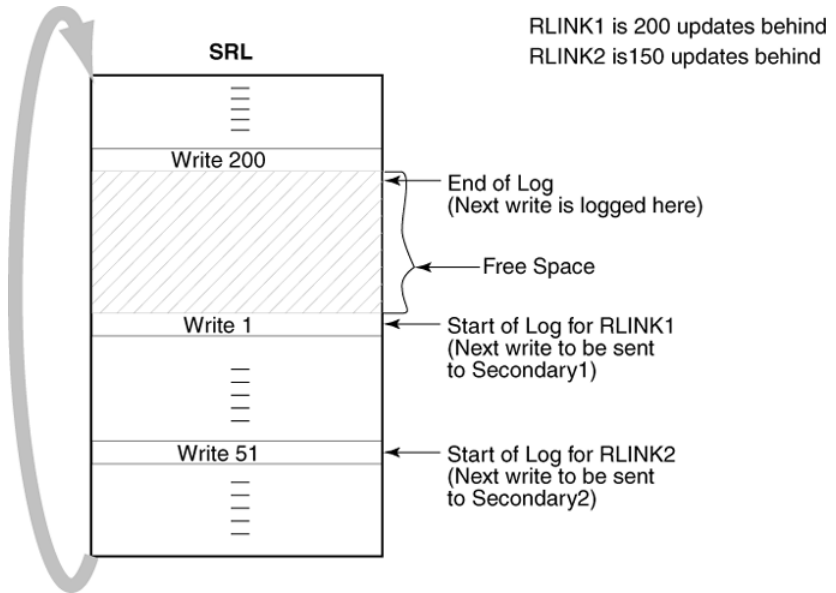 RLINK1 is 200 updates behind
RLINK2 is150 updates behind
SRL
Write 200
End of Log
(Next write is logged here)
Free Space
Write 1
Start of Log for RLINK1
(Next write to be sent
to Secondary1)
Write 51
Start of Log for RLINK2
(Next write to be sent
to Secondary2)